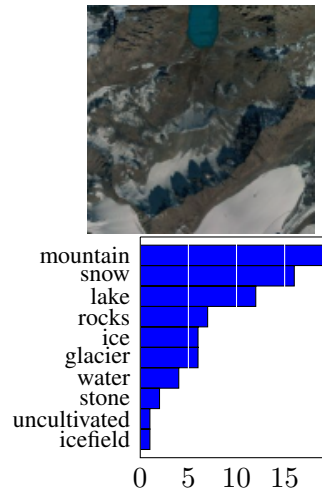 mountain
snow
lake
rocks
ice
glacier
water
stone
uncultivated
icefield
0 5 10 15